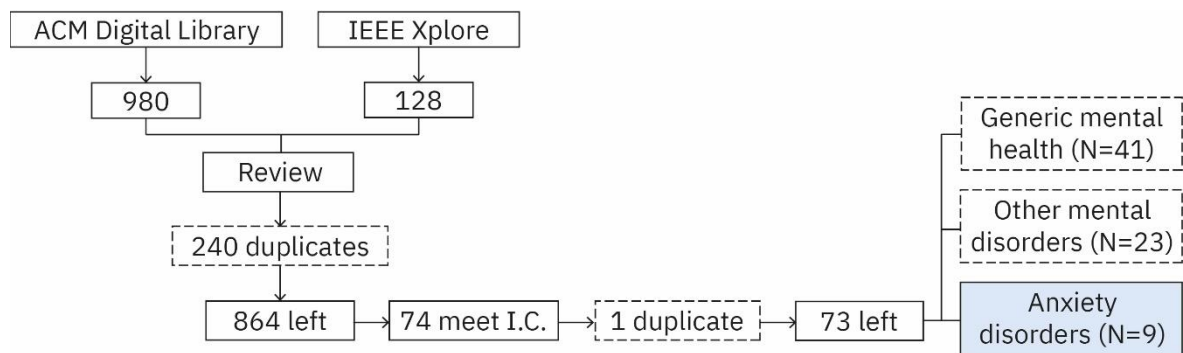 ACM Digital Library
IEEE Xplore
980
128
Review
240 duplicates
864 left
74 meet I.C.
1 duplicate
73 left
Generic mental
health (N=41)
Other mental
disorders (N=23)
Anxiety
disorders (N=9)